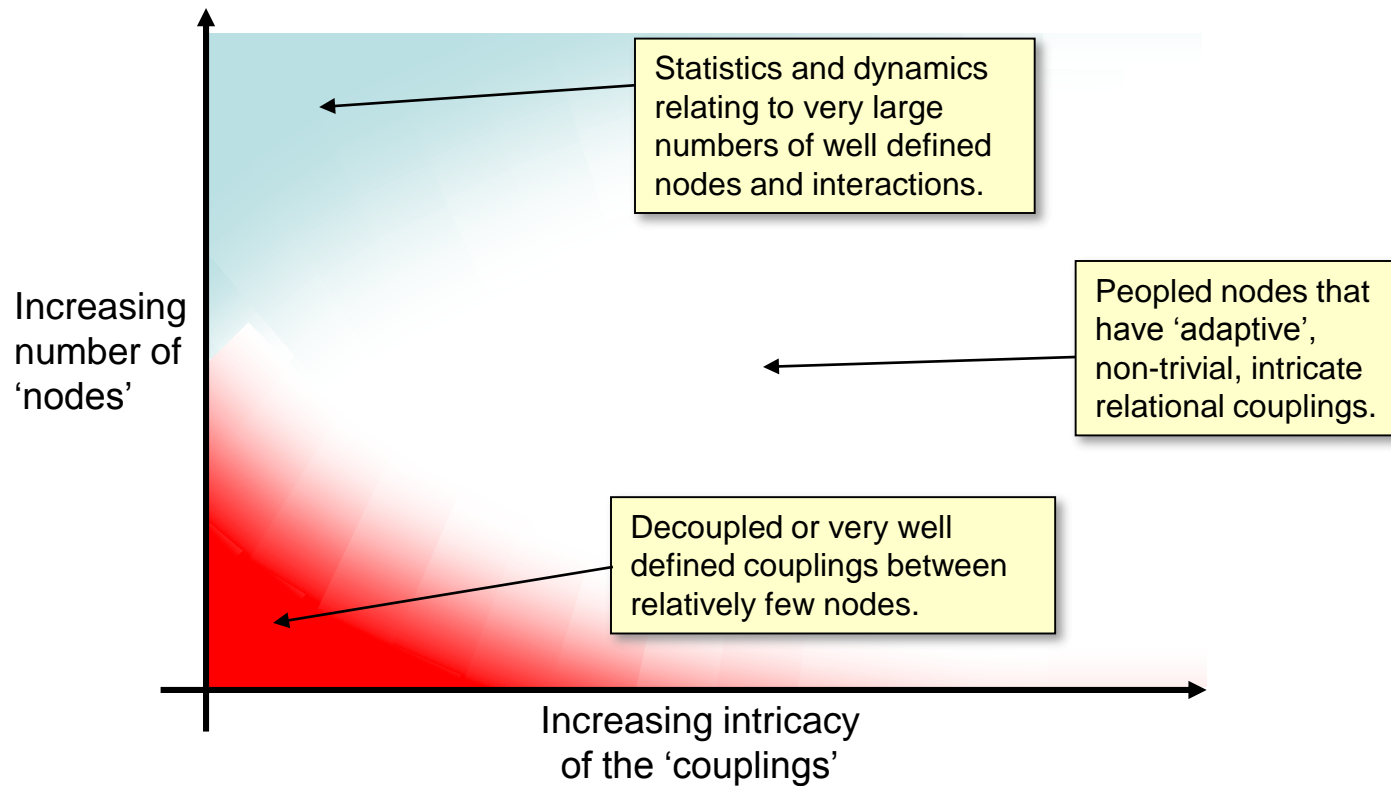 Statistics and dynamics
relating to very large
numbers of well defined
nodes and interactions.
Increasing
number of
‘nodes’
Peopled nodes that
have ‘adaptive’,
non-trivial, intricate
relational couplings.
Decoupled or very well
defined couplings between
relatively few nodes.
Increasing intricacy
of the ‘couplings’